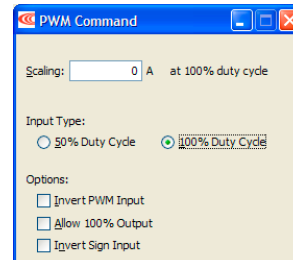 PWM Command
Scaling: 0 A at 100% duty cycle
Input Type:
50% Duty Cycle 100% Duty Cycle
Options:
Invert PWM Input
Allow 100% Output
Invert Sign Input